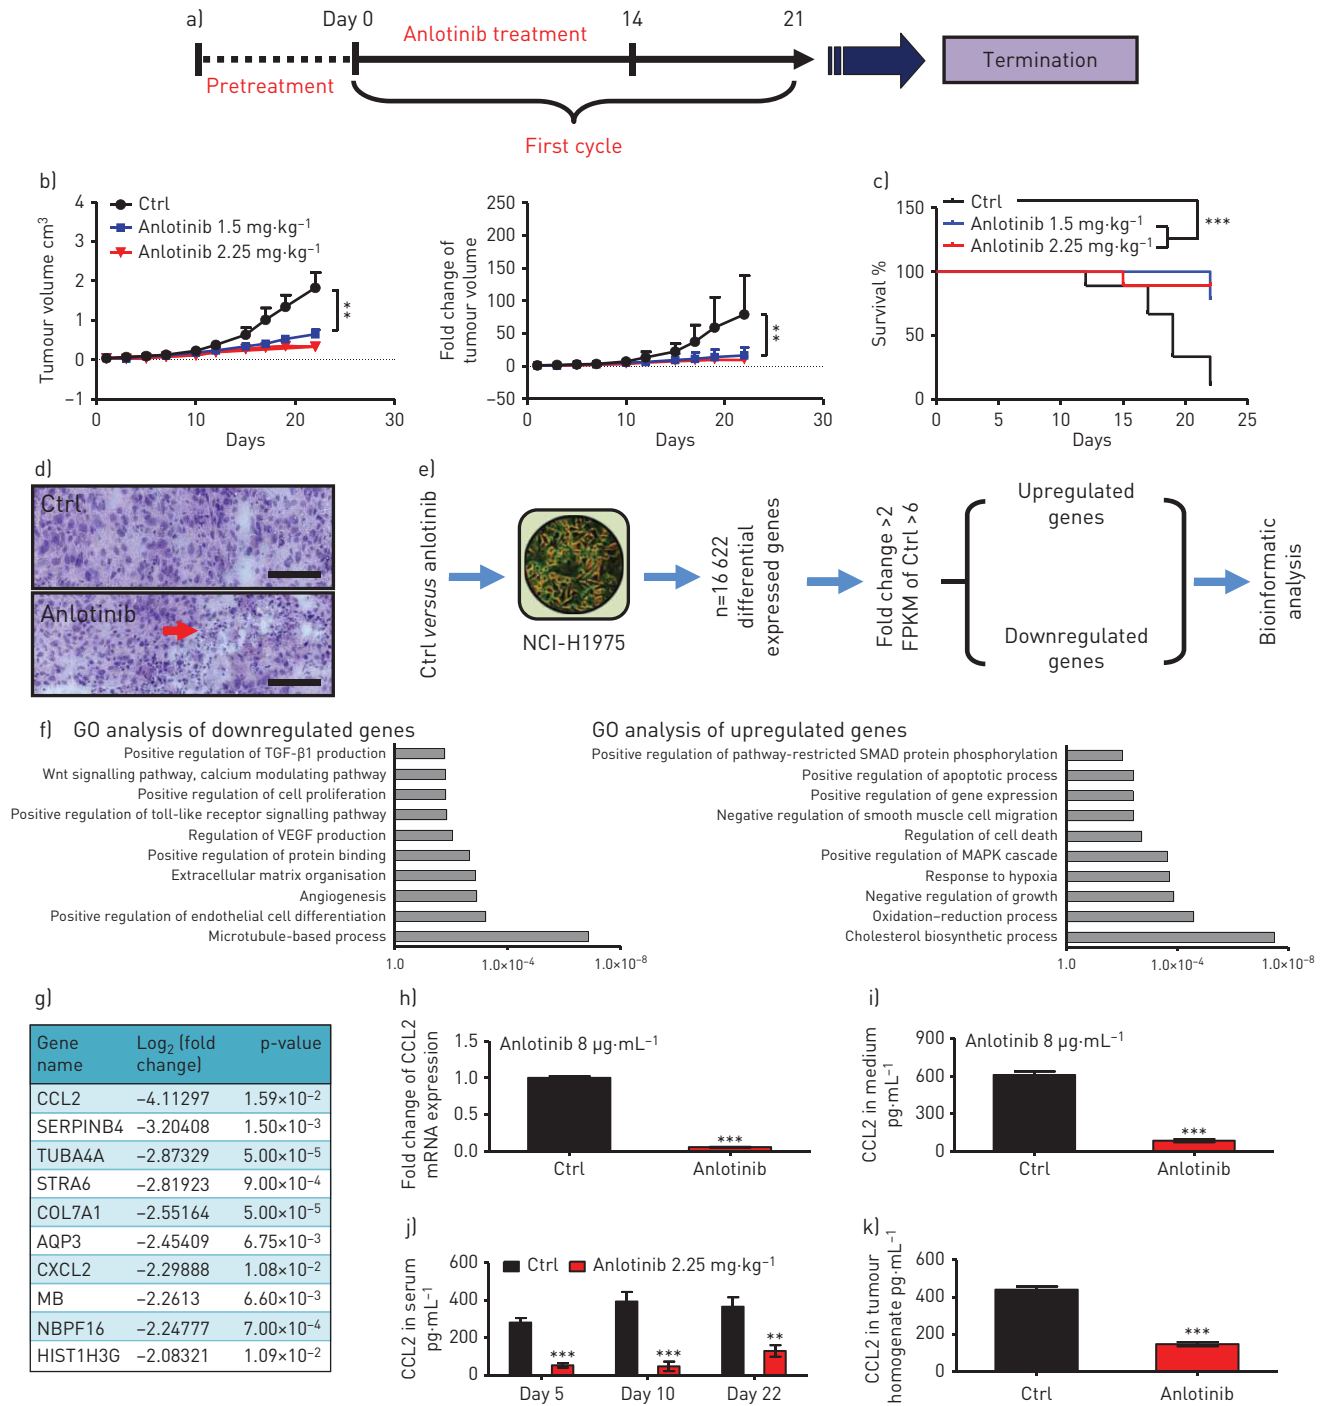 a)
Day 0
14
21
Anlotinib treatment
Pretreatment
Termination
First cycle
b)
Tumour volume cm³
4
3
2
1
0
–1
Ctrl
Anlotinib 1.5 mg·kg⁻¹
Anlotinib 2.25 mg·kg⁻¹
**
0
10
20
30
Days
Fold change of
tumour volume
250
200
150
100
50
0
–50
**
0
10
20
30
Days
c)
Survival %
150
100
50
0
Ctrl
Anlotinib 1.5 mg·kg⁻¹
Anlotinib 2.25 mg·kg⁻¹
***
0
5
10
15
20
25
Days
d)
Ctrl
Anlotinib
e)
Ctrl versus anlotinib
NCI-H1975
n=16 622
differential
expressed genes
Fold change >2
FPKM of Ctrl >6
Upregulated
genes
Downregulated
genes
Bioinformatic
analysis
f)
GO analysis of downregulated genes
Positive regulation of TGF-β1 production
Wnt signalling pathway, calcium modulating pathway
Positive regulation of cell proliferation
Positive regulation of toll-like receptor signalling pathway
Regulation of VEGF production
Positive regulation of protein binding
Extracellular matrix organisation
Angiogenesis
Positive regulation of endothelial cell differentiation
Microtubule-based process
1.0
1.0×10⁻⁴
1.0×10⁻⁸
GO analysis of upregulated genes
Positive regulation of pathway-restricted SMAD protein phosphorylation
Positive regulation of apoptotic process
Positive regulation of gene expression
Negative regulation of smooth muscle cell migration
Regulation of cell death
Positive regulation of MAPK cascade
Response to hypoxia
Negative regulation of growth
Oxidation–reduction process
Cholesterol biosynthetic process
1.0
1.0×10⁻⁴
1.0×10⁻⁸
g)
Gene name Log₂ (fold change) p-value
CCL2 –4.11297 1.59×10⁻²
SERPINB4 –3.20408 1.50×10⁻³
TUBA4A –2.87329 5.00×10⁻⁵
STRA6 –2.81923 9.00×10⁻⁴
COL7A1 –2.55164 5.00×10⁻⁵
AQP3 –2.45409 6.75×10⁻³
CXCL2 –2.29888 1.08×10⁻²
MB –2.2613 6.60×10⁻³
NBPF16 –2.24777 7.00×10⁻⁴
HIST1H3G –2.08321 1.09×10⁻²
h)
Fold change of CCL2
mRNA expression
1.5
1.0
0.5
0.0
Anlotinib 8 µg·mL⁻¹
***
Ctrl
Anlotinib
i)
CCL2 in medium
pg·mL⁻¹
900
600
300
0
Anlotinib 8 µg·mL⁻¹
***
Ctrl
Anlotinib
j)
CCL2 in serum
pg·mL⁻¹
600
400
200
0
Ctrl
Anlotinib 2.25 mg·kg⁻¹
***
***
**
Day 5
Day 10
Day 22
k)
CCL2 in tumour
homogenate pg·mL⁻¹
600
400
200
0
***
Ctrl
Anlotinib